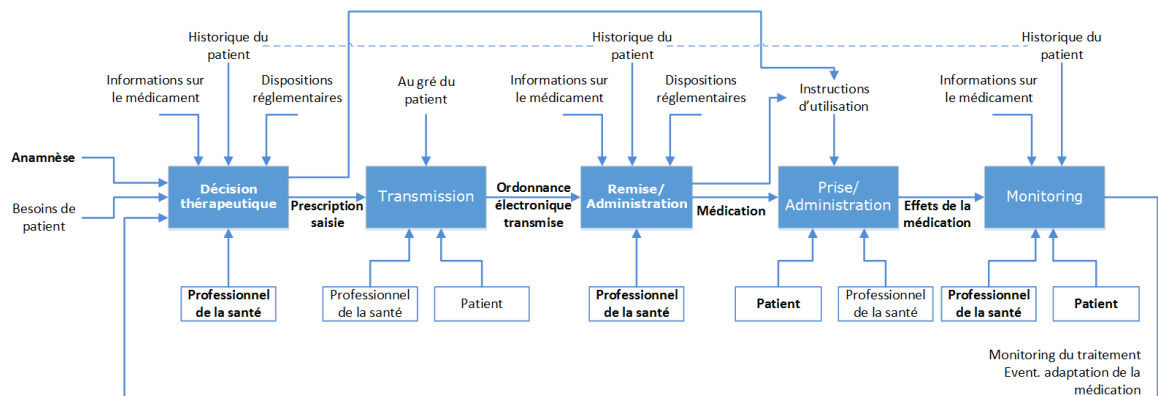 Historique du
patient
Historique du
patient
Historique du
patient
Informations sur
le médicament
Dispositions
réglementaires
Au gré du
patient
Informations sur
le médicament
Dispositions
réglementaires
Instructions
d'utilisation
Informations sur
le médicament
Anamnèse
Besoins de
patient
Décision
thérapeutique
Prescription
saisie
Transmission
Ordonnance
électronique
transmise
Remise/
Administration
Médication
Prise/
Administration
Effets de la
médication
Monitoring
Professionnel
de la santé
Professionnel
de la santé
Patient
Professionnel
de la santé
Patient
Professionnel
de la santé
Professionnel
de la santé
Patient
Monitoring du traitement
Event. adaptation de la
médication